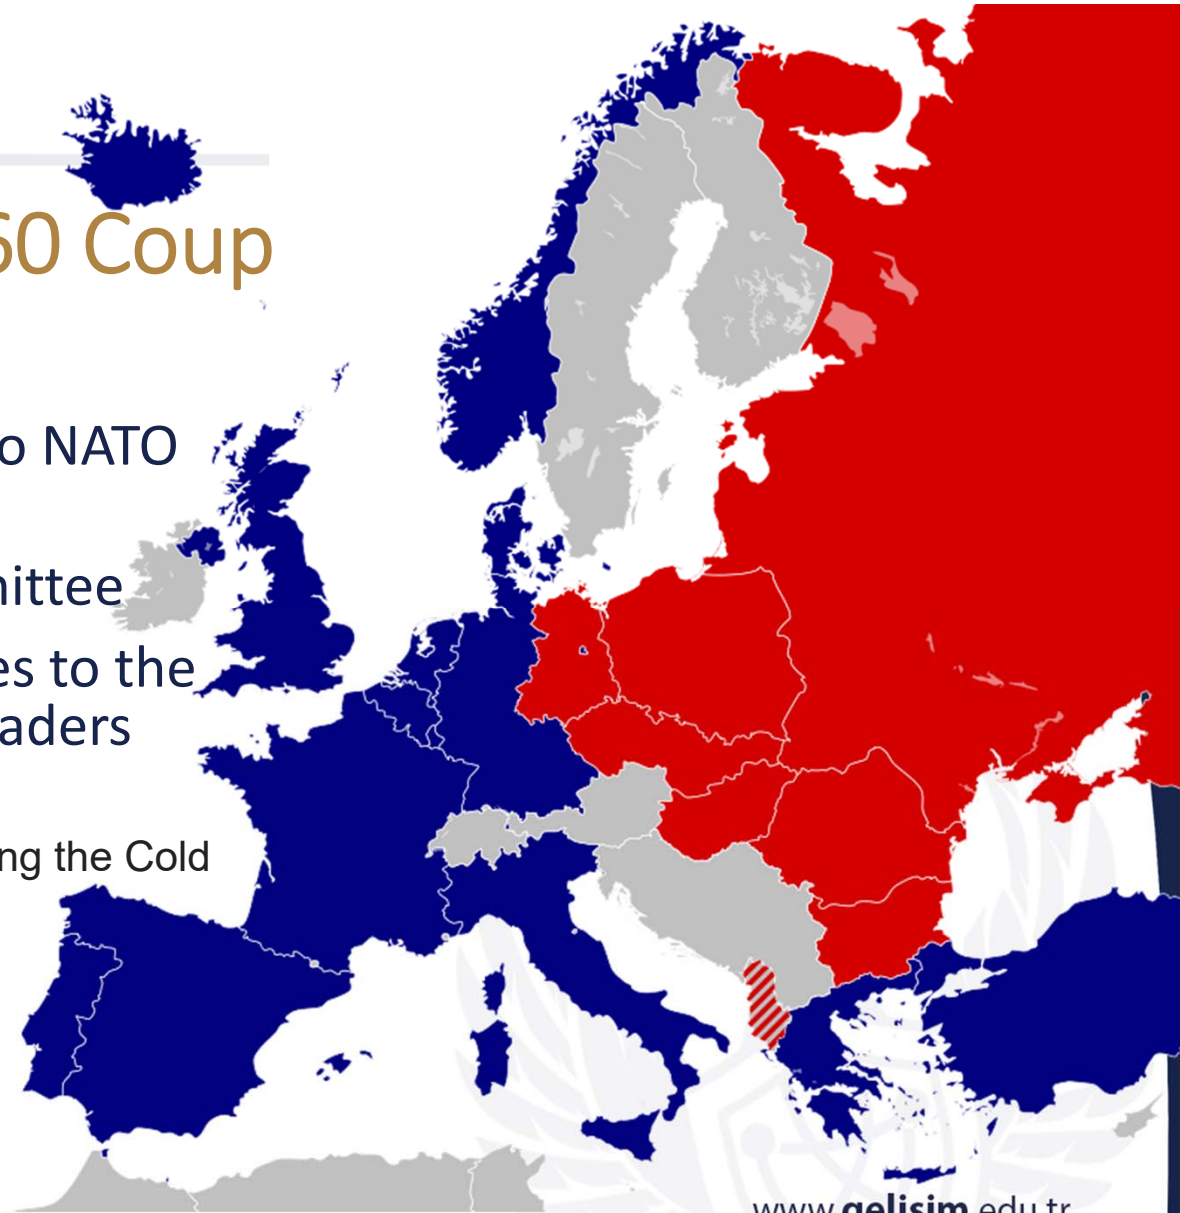 60 Coup
o NATO
mittee
es to the
aders
ng the Cold
www.gelisim.edu.tr